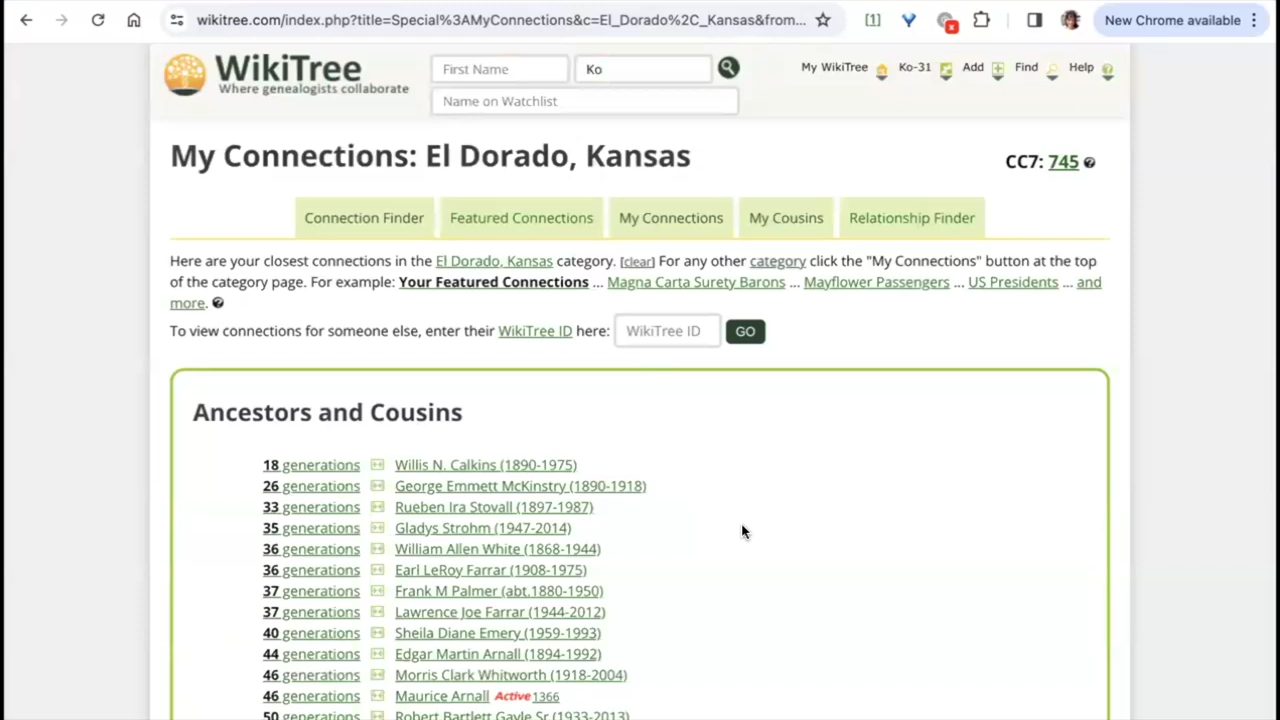 wikitree.com/index.php?title=Special%3AMyConnections&c=El_Dorado%2C_Kansas&from...
[1]
New Chrome available
WikiTree
Where genealogists collaborate
First Name
Ko
Name on Watchlist
My WikiTree Ko-31 Add Find Help
My Connections: El Dorado, Kansas
CC7: 745
Connection Finder Featured Connections My Connections My Cousins Relationship Finder
Here are your closest connections in the El Dorado, Kansas category. [clear] For any other category click the "My Connections" button at the top
of the category page. For example: Your Featured Connections ... Magna Carta Surety Barons ... Mayflower Passengers ... US Presidents ... and
more.
To view connections for someone else, enter their WikiTree ID here: WikiTree ID GO
Ancestors and Cousins
18 generations Willis N. Calkins (1890-1975)
26 generations George Emmett McKinstry (1890-1918)
33 generations Rueben Ira Stovall (1897-1987)
35 generations Gladys Strohm (1947-2014)
36 generations William Allen White (1868-1944)
36 generations Earl LeRoy Farrar (1908-1975)
37 generations Frank M Palmer (abt.1880-1950)
37 generations Lawrence Joe Farrar (1944-2012)
40 generations Sheila Diane Emery (1959-1993)
44 generations Edgar Martin Arnall (1894-1992)
46 generations Morris Clark Whitworth (1918-2004)
46 generations Maurice Arnall Active 1366
50 generations Robert Bartlett Gayle Sr (1933-2013)